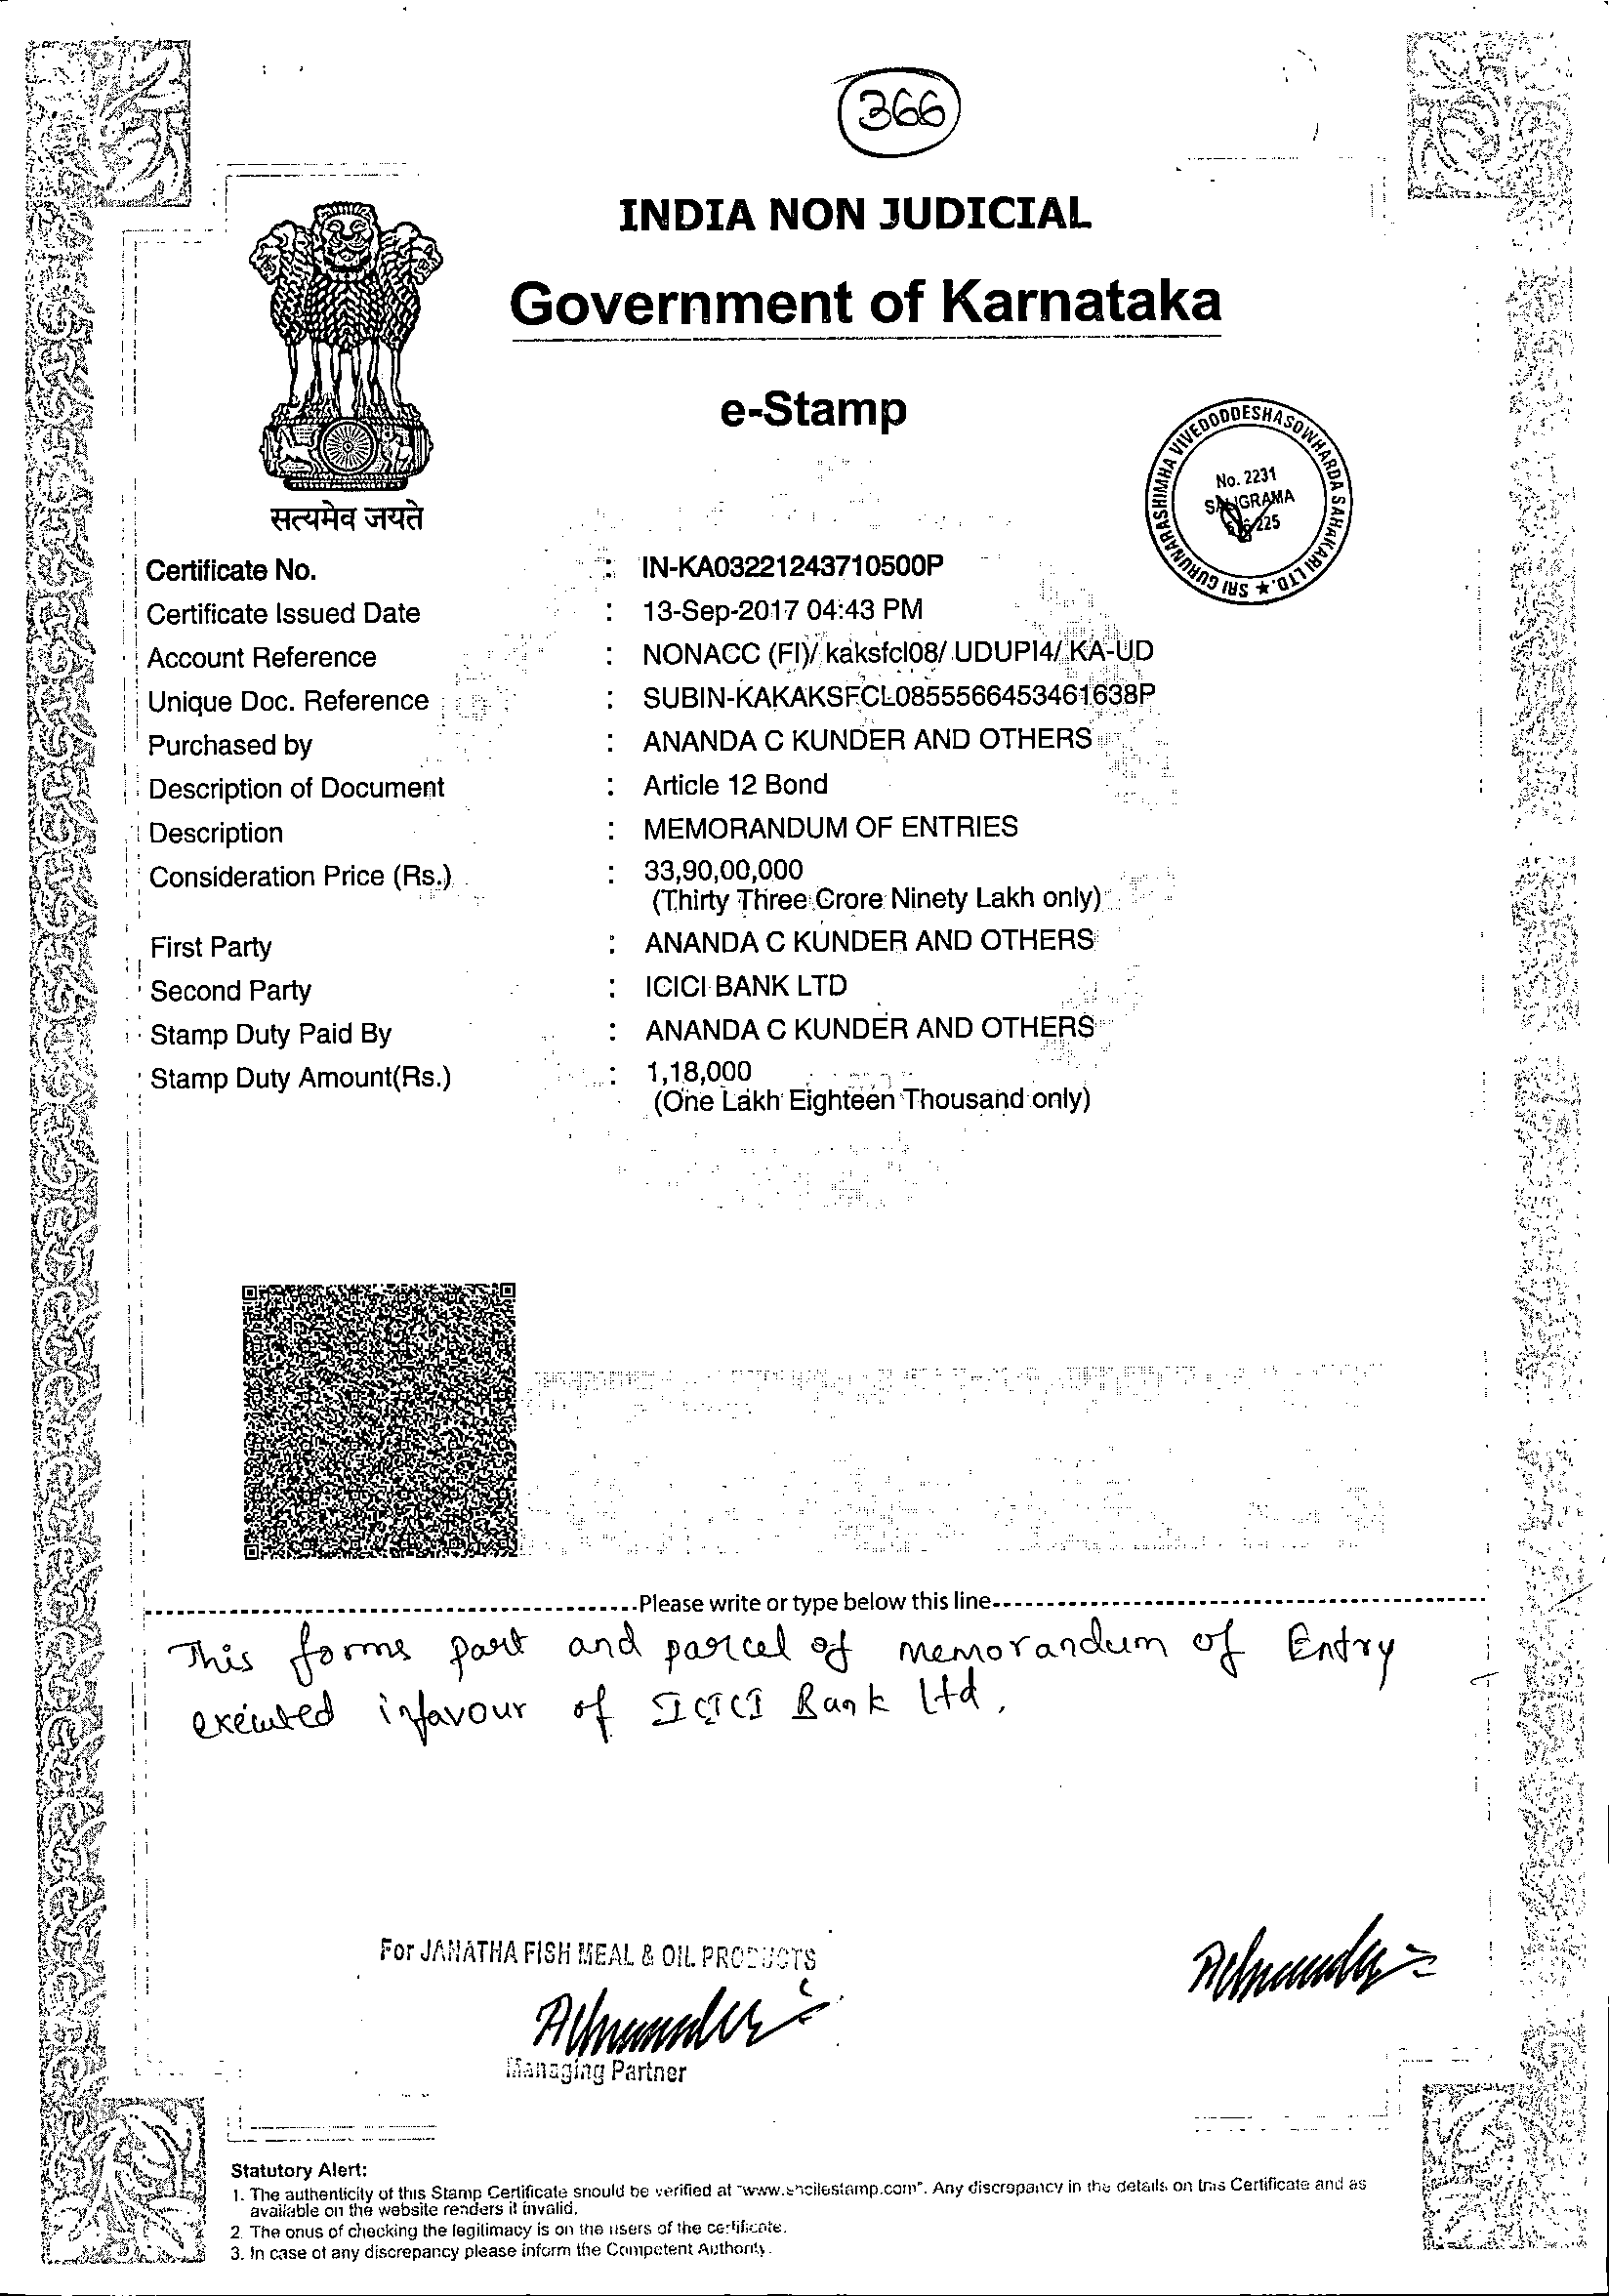 366
INDIA NON JUDICIAL
Government of Karnataka
e-Stamp
सत्यमेव जयते
SRI GURUNARASHIMHA VIVEDODDESHASOWHARDA SAHAKARI LTD. ★
No. 2231
SALIGRAMA
225
Certificate No. : IN-KA03221243710500P
Certificate Issued Date : 13-Sep-2017 04:43 PM
Account Reference : NONACC (FI)/ kaksfcl08/ UDUPI4/ KA-UD
Unique Doc. Reference : SUBIN-KAKAKSFCL0855566453461638P
Purchased by : ANANDA C KUNDER AND OTHERS
Description of Document : Article 12 Bond
Description : MEMORANDUM OF ENTRIES
Consideration Price (Rs.) : 33,90,00,000
(Thirty Three Crore Ninety Lakh only)
First Party : ANANDA C KUNDER AND OTHERS
Second Party : ICICI BANK LTD
Stamp Duty Paid By : ANANDA C KUNDER AND OTHERS
Stamp Duty Amount(Rs.) : 1,18,000
(One Lakh Eighteen Thousand only)
Please write or type below this line
This forms part and parcel of memorandum of Entry
executed infavour of ICICI Bank Ltd.
For JANATHA FISH MEAL & OIL PRODUCTS
Managing Partner
Statutory Alert:
1. The authenticity of this Stamp Certificate should be verified at "www.shcilestamp.com". Any discrepancy in the details on this Certificate and as
available on the website renders it invalid.
2. The onus of checking the legitimacy is on the users of the certificate.
3. In case of any discrepancy please inform the Competent Authority.